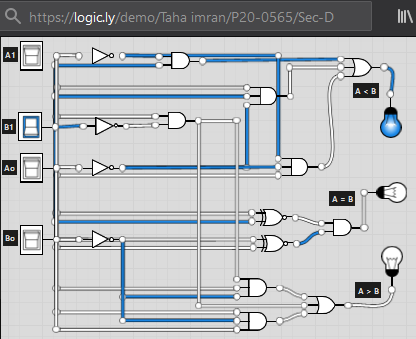 https://logic.ly/demo/Taha imran/P20-0565/Sec-D
A1
A < B
B1
Ao
A = B
Bo
A > B